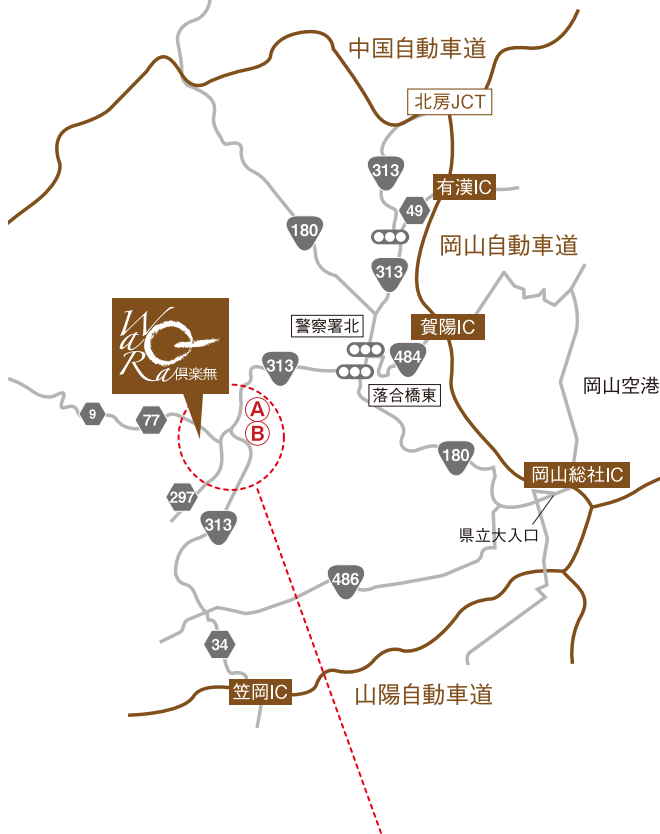 中国自動車道
北房JCT
313
有漢IC
49
180
岡山自動車道
313
警察署北
賀陽IC
WaRa倶楽無
313
484
落合橋東
岡山空港
9
77
A
B
180
岡山総社IC
297
313
県立大入口
486
34
笠岡IC
山陽自動車道